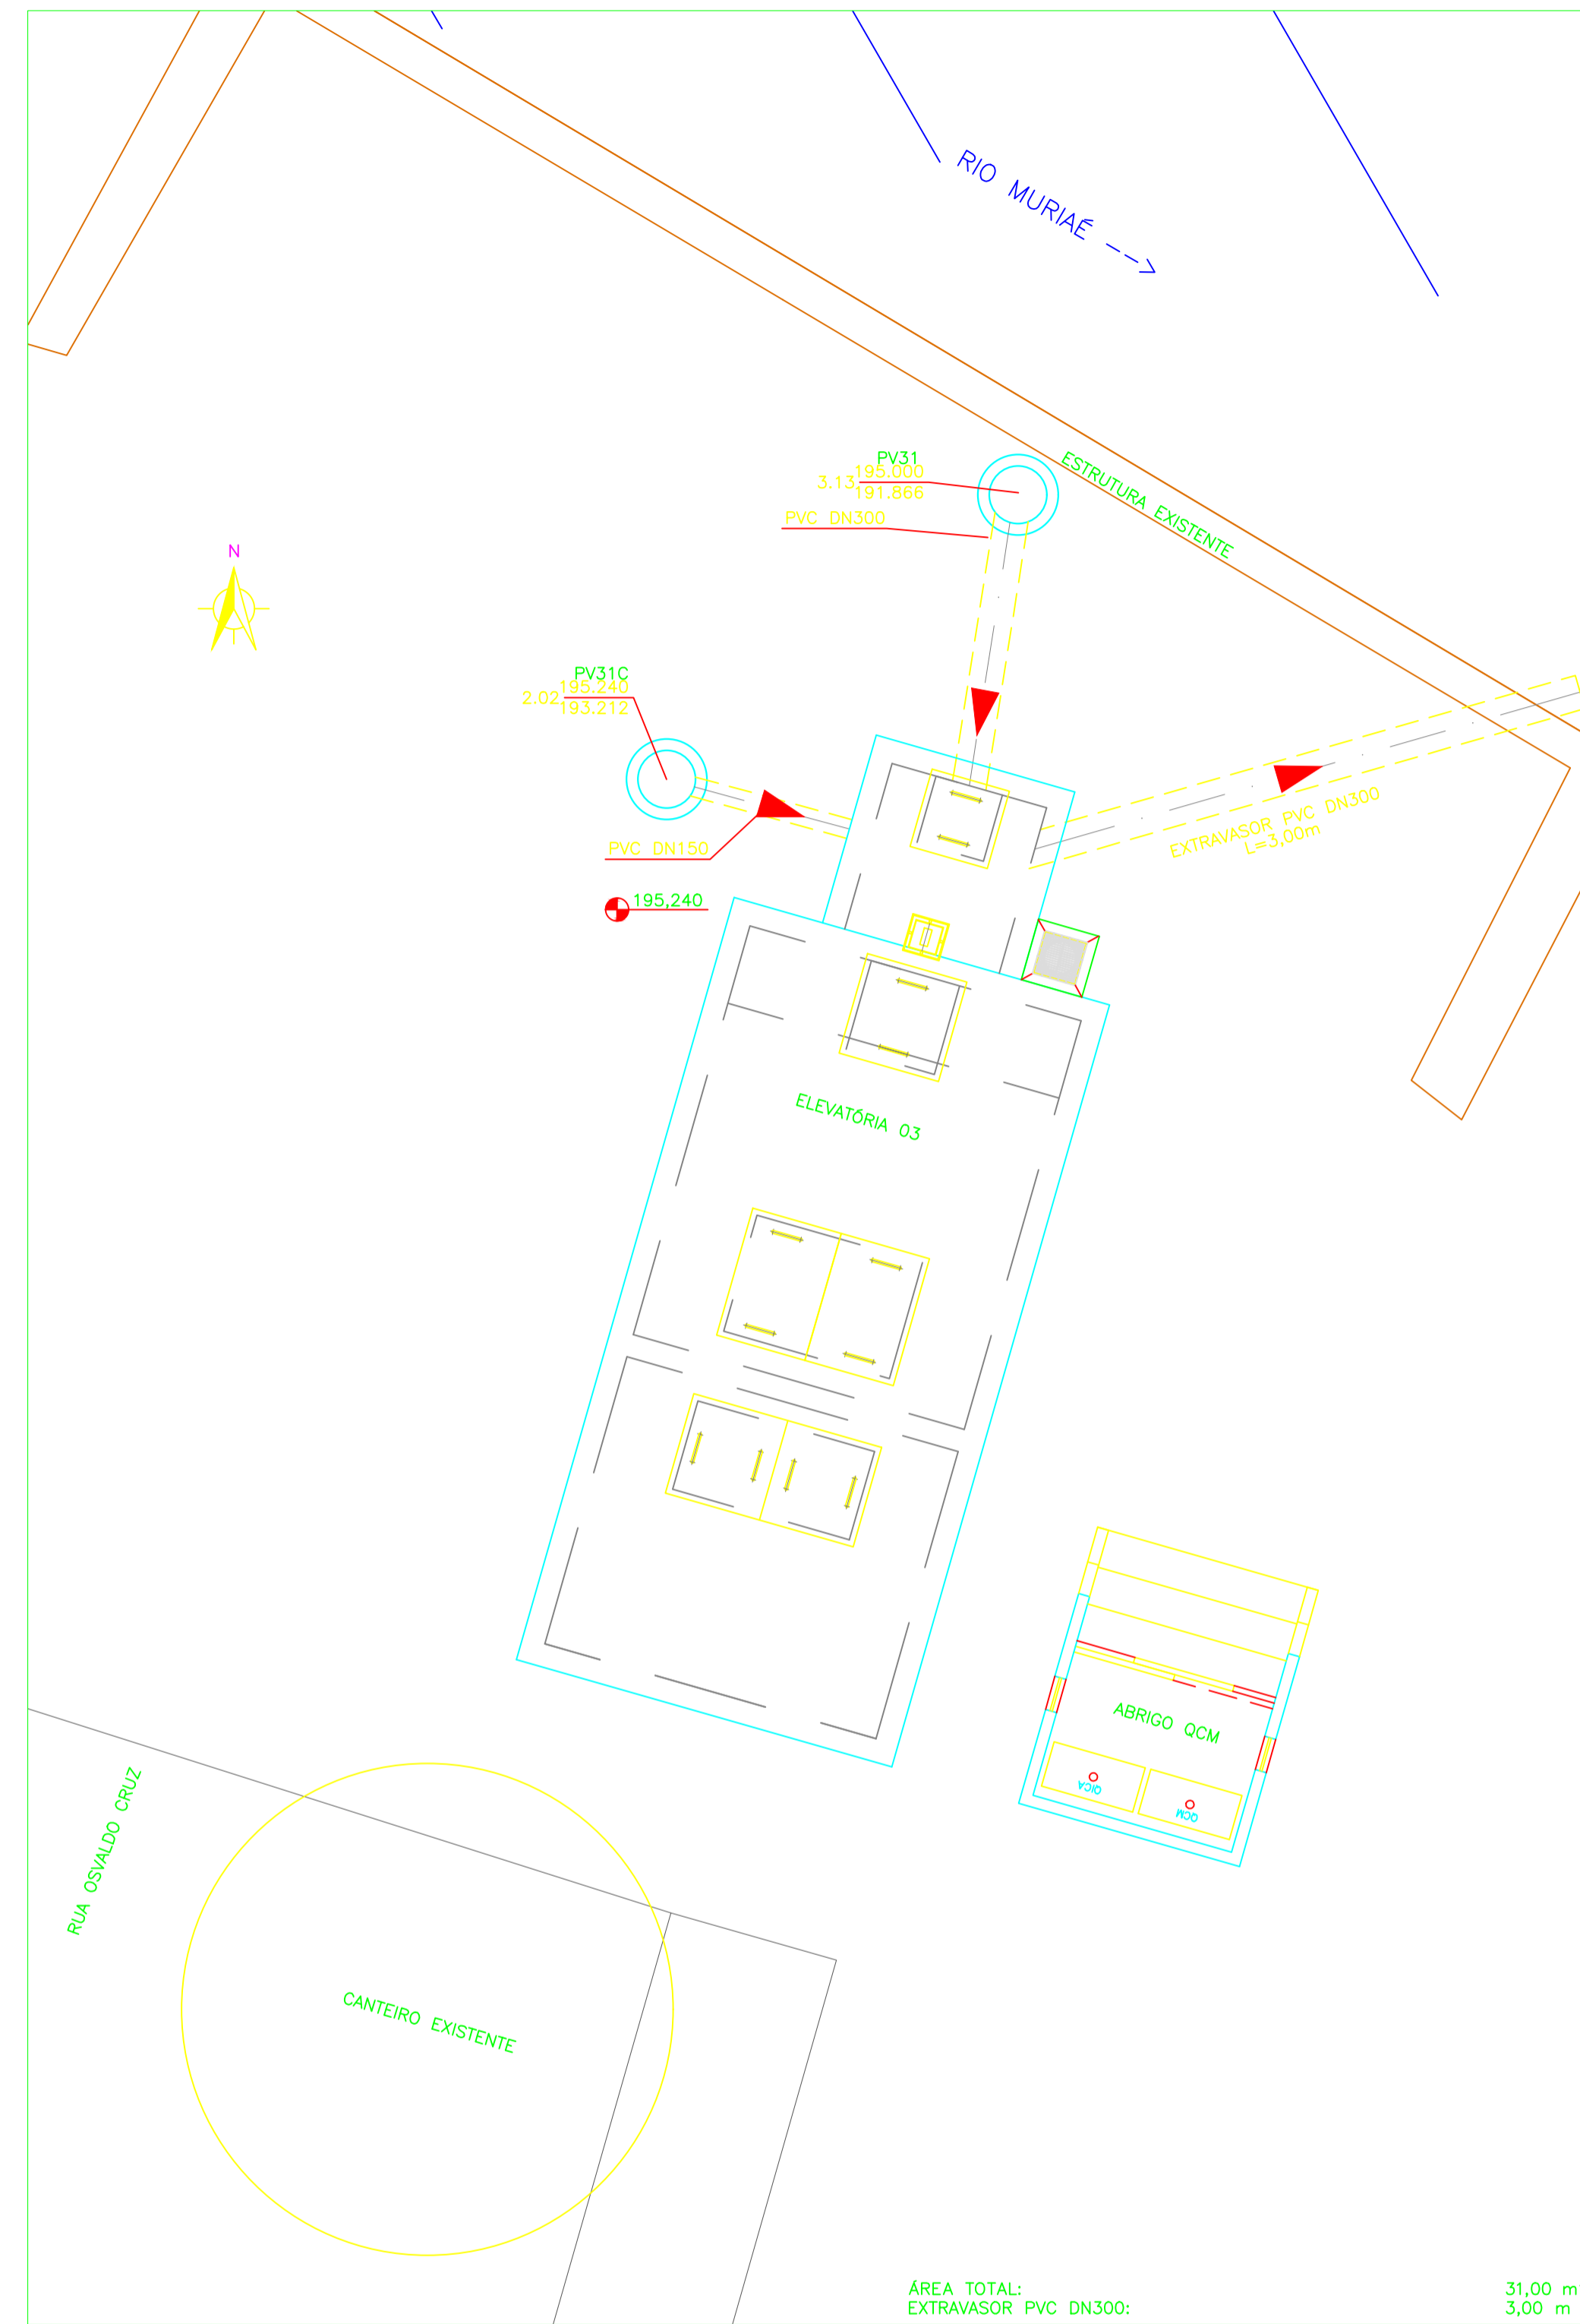 RIO MURIAÉ
PV31
195.000
3.13
191.866
PVC DN300
ESTRUTURA EXISTENTE
N
PV31C
195.240
2.02
193.212
PVC DN150
EXTRAVASOR PVC DN300
L=3,00m
195,240
ELEVATÓRIA 03
ABRIGO QCM
QICA
QCM
RUA OSVALDO CRUZ
CANTEIRO EXISTENTE
ÁREA TOTAL: 31,00 m
EXTRAVASOR PVC DN300: 3,00 m